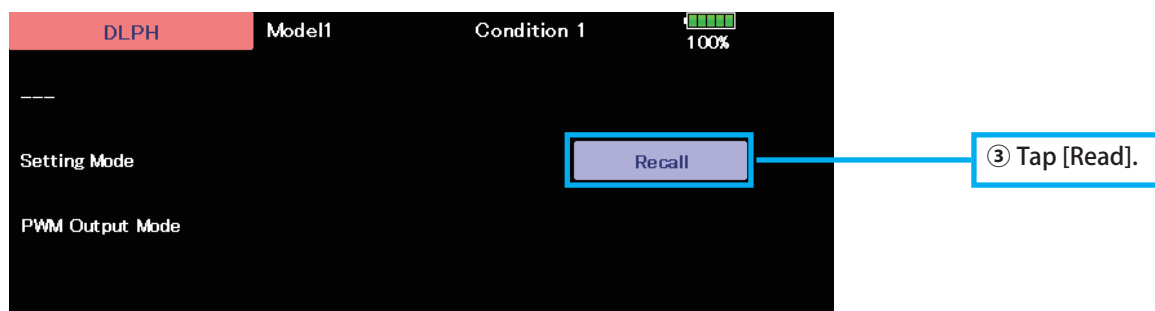 DLPH Model1 Condition 1 100%
---
Setting Mode Recall ③ Tap [Read].
PWM Output Mode